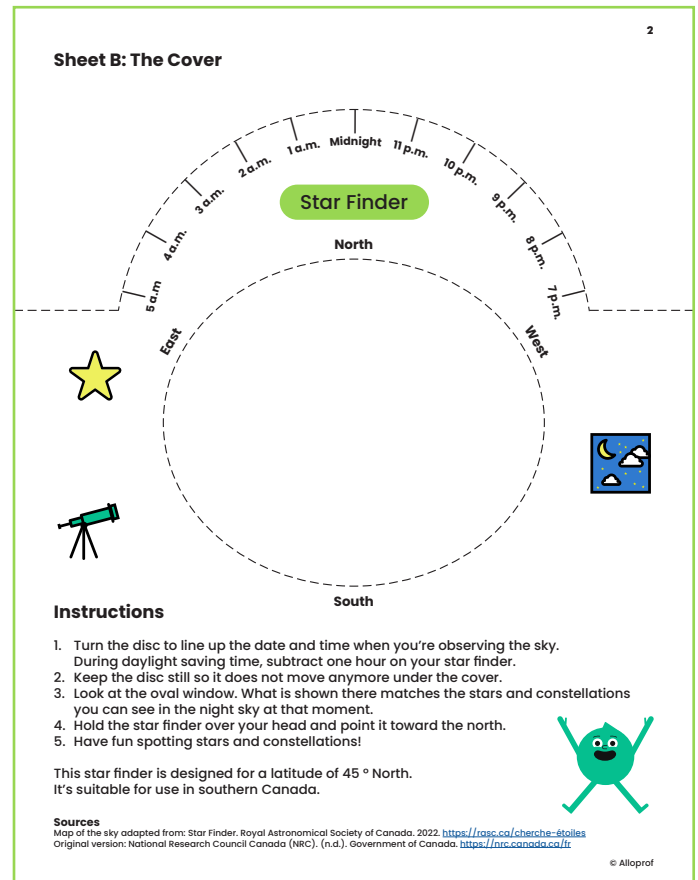 2
Sheet B: The Cover
5 a.m
4 a.m.
3 a.m.
2 a.m.
1 a.m.
Midnight
11 p.m.
10 p.m.
9 p.m.
8 p.m.
7 p.m.
Star Finder
North
East
West
South
Instructions
1. Turn the disc to line up the date and time when you’re observing the sky.
During daylight saving time, subtract one hour on your star finder.
2. Keep the disc still so it does not move anymore under the cover.
3. Look at the oval window. What is shown there matches the stars and constellations
you can see in the night sky at that moment.
4. Hold the star finder over your head and point it toward the north.
5. Have fun spotting stars and constellations!
This star finder is designed for a latitude of 45 º North.
It’s suitable for use in southern Canada.
Sources
Map of the sky adapted from: Star Finder. Royal Astronomical Society of Canada. 2022. https://rasc.ca/cherche-étoiles
Original version: National Research Council Canada (NRC). (n.d.). Government of Canada. https://nrc.canada.ca/fr
© Alloprof